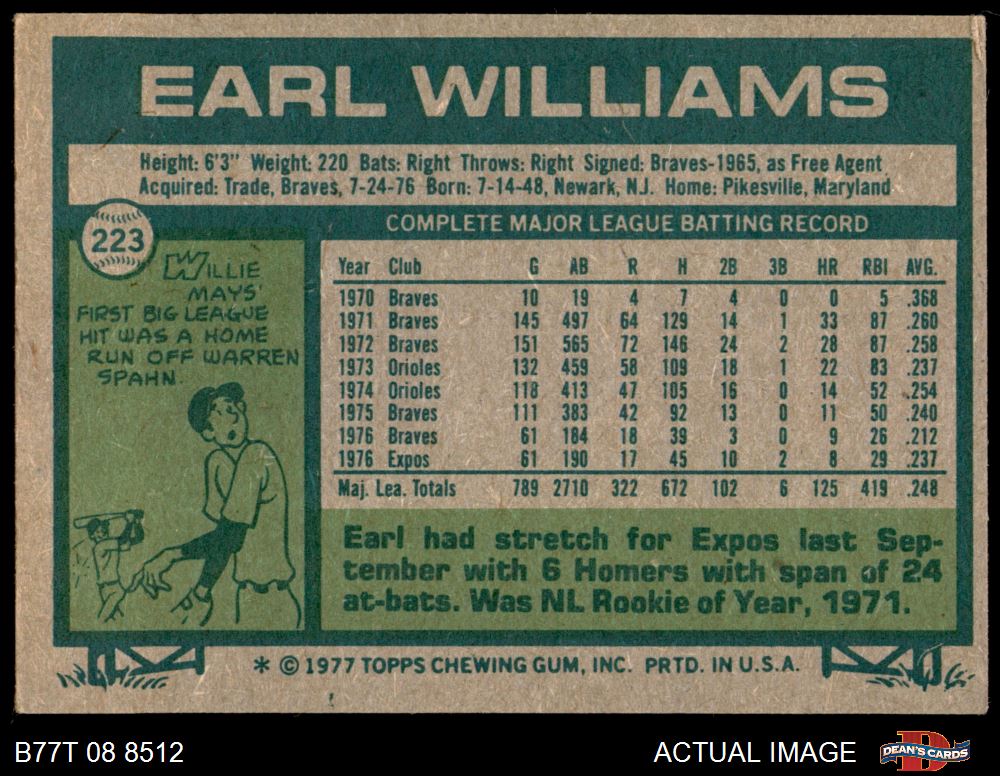 EARL WILLIAMS
Height: 6'3" Weight: 220 Bats: Right Throws: Right Signed: Braves-1965, as Free Agent
Acquired: Trade, Braves, 7-24-76 Born: 7-14-48, Newark, N.J. Home: Pikesville, Maryland
223
WILLIE
MAYS'
FIRST BIG LEAGUE
HIT WAS A HOME
RUN OFF WARREN
SPAHN.
COMPLETE MAJOR LEAGUE BATTING RECORD
Year Club G AB R H 2B 3B HR RBI AVG.
1970 Braves 10 19 4 7 4 0 0 5 .368
1971 Braves 145 497 64 129 14 1 33 87 .260
1972 Braves 151 565 72 146 24 2 28 87 .258
1973 Orioles 132 459 58 109 18 1 22 83 .237
1974 Orioles 118 413 47 105 16 0 14 52 .254
1975 Braves 111 383 42 92 13 0 11 50 .240
1976 Braves 61 184 18 39 3 0 9 26 .212
1976 Expos 61 190 17 45 10 2 8 29 .237
Maj. Lea. Totals 789 2710 322 672 102 6 125 419 .248
Earl had stretch for Expos last Sep-
tember with 6 Homers with span of 24
at-bats. Was NL Rookie of Year, 1971.
* © 1977 TOPPS CHEWING GUM, INC. PRTD. IN U.S.A.
B77T 08 8512
ACTUAL IMAGE
D
DEAN'S CARDS